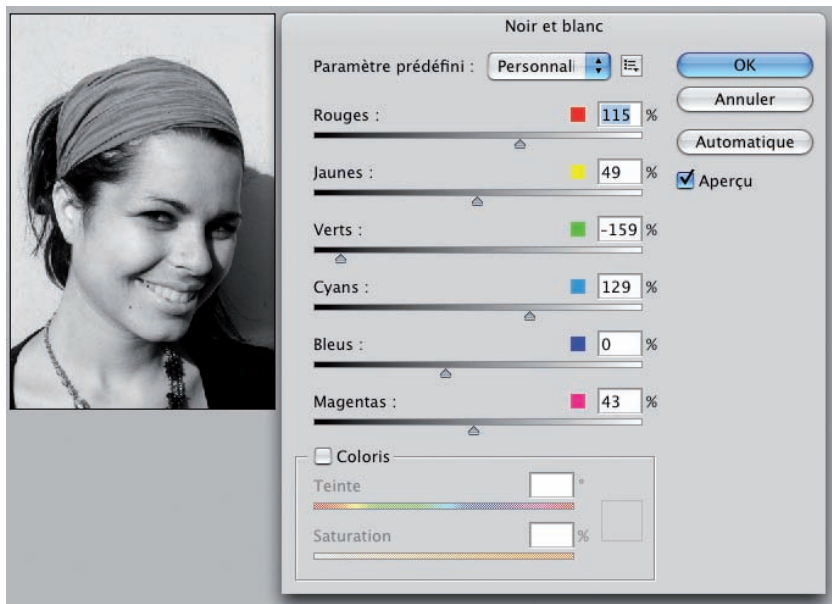 Noir et blanc
Paramètre prédéfini : Personnali
OK
Annuler
Automatique
Aperçu
Rouges : 115 %
Jaunes : 49 %
Verts : -159 %
Cyans : 129 %
Bleus : 0 %
Magentas : 43 %
Coloris
Teinte °
Saturation %